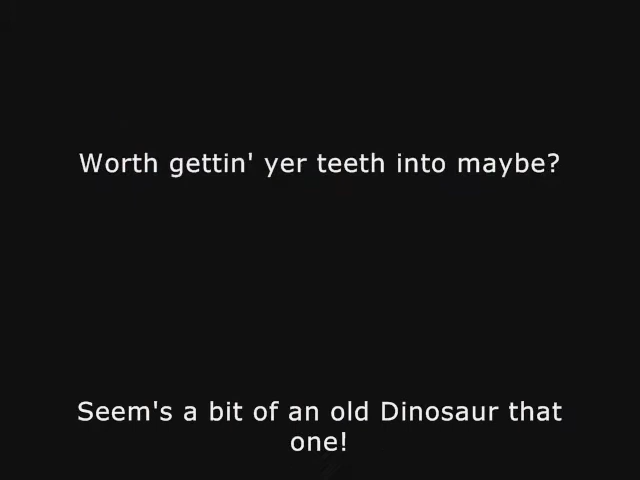 Worth gettin' yer teeth into maybe?
Seem's a bit of an old Dinosaur that
one!